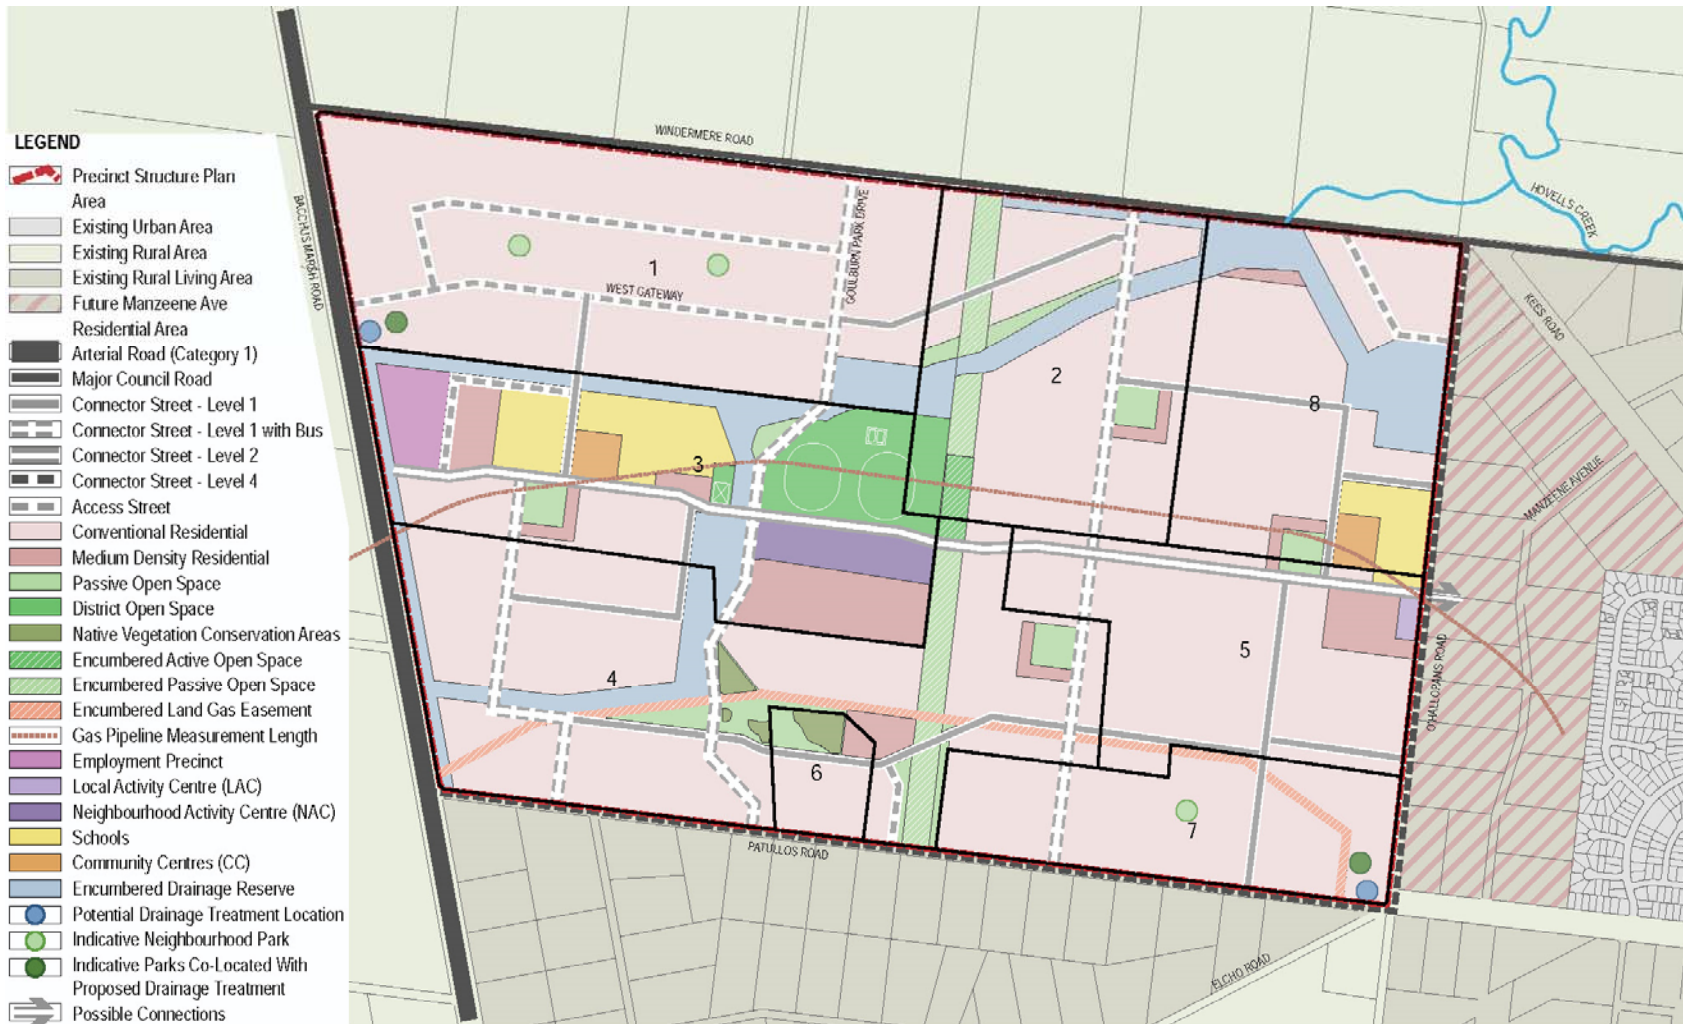 LEGEND
Precinct Structure Plan
Area
Existing Urban Area
Existing Rural Area
Existing Rural Living Area
Future Manzeene Ave
Residential Area
Arterial Road (Category 1)
Major Council Road
Connector Street - Level 1
Connector Street - Level 1 with Bus
Connector Street - Level 2
Connector Street - Level 4
Access Street
Conventional Residential
Medium Density Residential
Passive Open Space
District Open Space
Native Vegetation Conservation Areas
Encumbered Active Open Space
Encumbered Passive Open Space
Encumbered Land Gas Easement
Gas Pipeline Measurement Length
Employment Precinct
Local Activity Centre (LAC)
Neighbourhood Activity Centre (NAC)
Schools
Community Centres (CC)
Encumbered Drainage Reserve
Potential Drainage Treatment Location
Indicative Neighbourhood Park
Indicative Parks Co-Located With
Proposed Drainage Treatment
Possible Connections
WINDERMERE ROAD
BACCHUS MARSH ROAD
GOULBURN PARK DRIVE
WEST GATEWAY
HOVELLS CREEK
KEES ROAD
MANZEENE AVENUE
O'HALLORANS ROAD
PATULLOS ROAD
ELCHO ROAD
1
2
8
3
5
4
6
7